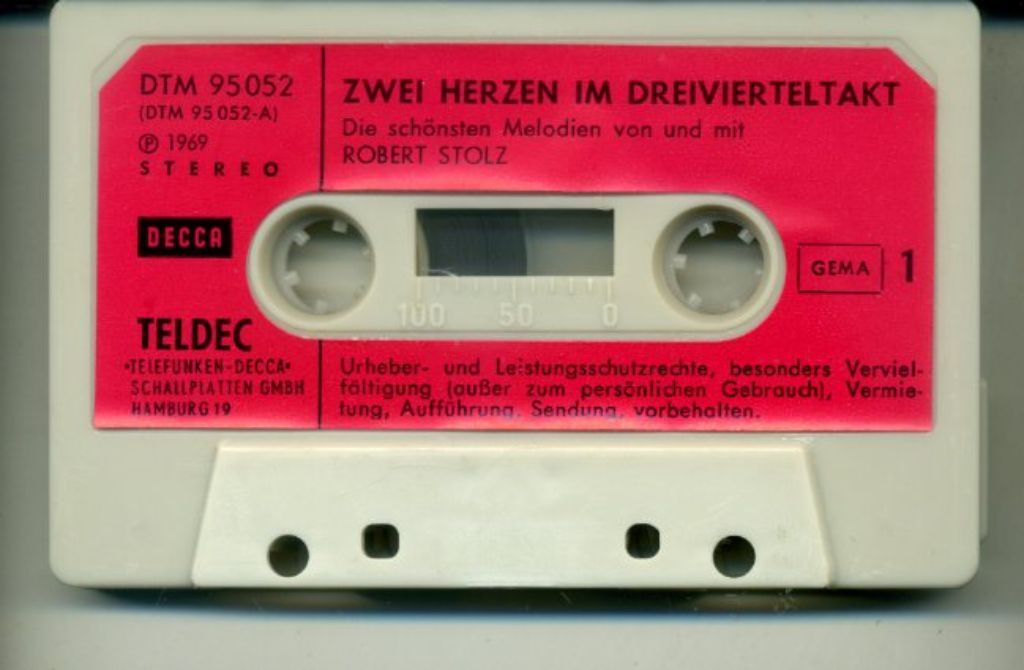 DTM 95052
(DTM 95052-A)
Ⓟ 1969
STEREO
ZWEI HERZEN IM DREIVIERTELTAKT
Die schönsten Melodien von und mit
ROBERT STOLZ
DECCA
100 50 0
GEMA 1
TELDEC
"TELEFUNKEN-DECCA"
SCHALLPLATTEN GMBH
HAMBURG 19
Urheber- und Leistungsschutzrechte, besonders Verviel-
fältigung (außer zum persönlichen Gebrauch), Vermie-
tung, Aufführung, Sendung, vorbehalten.